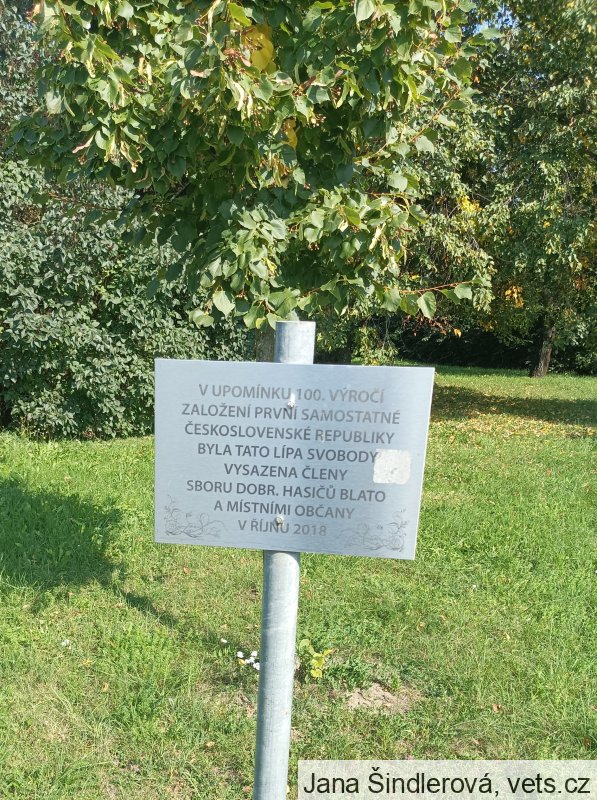 V UPOMÍNKU 100. VÝROČÍ
ZALOŽENÍ PRVNÍ SAMOSTATNÉ
ČESKOSLOVENSKÉ REPUBLIKY
BYLA TATO LÍPA SVOBODY
VYSAZENA ČLENY
SBORU DOBR. HASIČŮ BLATO
A MÍSTNÍMI OBČANY
V ŘÍJNU 2018
Jana Šindlerová, vets.cz